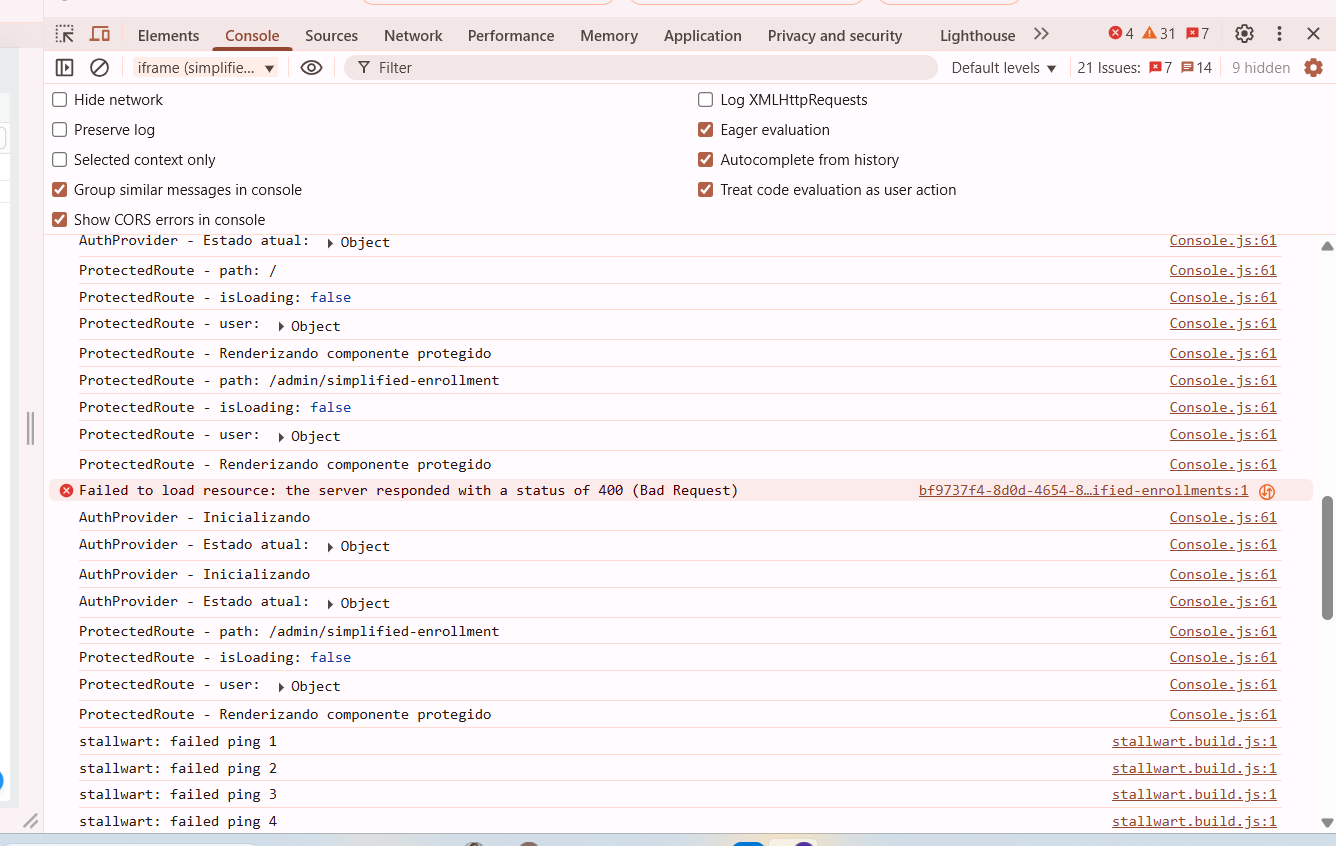 Elements Console Sources Network Performance Memory Application Privacy and security Lighthouse 4 31 7
iframe (simplifie... Filter Default levels 21 Issues: 7 14 9 hidden
Hide network Log XMLHttpRequests
Preserve log Eager evaluation
Selected context only Autocomplete from history
Group similar messages in console Treat code evaluation as user action
Show CORS errors in console
AuthProvider - Estado atual: Object Console.js:61
ProtectedRoute - path: / Console.js:61
ProtectedRoute - isLoading: false Console.js:61
ProtectedRoute - user: Object Console.js:61
ProtectedRoute - Renderizando componente protegido Console.js:61
ProtectedRoute - path: /admin/simplified-enrollment Console.js:61
ProtectedRoute - isLoading: false Console.js:61
ProtectedRoute - user: Object Console.js:61
ProtectedRoute - Renderizando componente protegido Console.js:61
Failed to load resource: the server responded with a status of 400 (Bad Request) bf9737f4-8d0d-4654-8…ified-enrollments:1
AuthProvider - Inicializando Console.js:61
AuthProvider - Estado atual: Object Console.js:61
AuthProvider - Inicializando Console.js:61
AuthProvider - Estado atual: Object Console.js:61
ProtectedRoute - path: /admin/simplified-enrollment Console.js:61
ProtectedRoute - isLoading: false Console.js:61
ProtectedRoute - user: Object Console.js:61
ProtectedRoute - Renderizando componente protegido Console.js:61
stallwart: failed ping 1 stallwart.build.js:1
stallwart: failed ping 2 stallwart.build.js:1
stallwart: failed ping 3 stallwart.build.js:1
stallwart: failed ping 4 stallwart.build.js:1